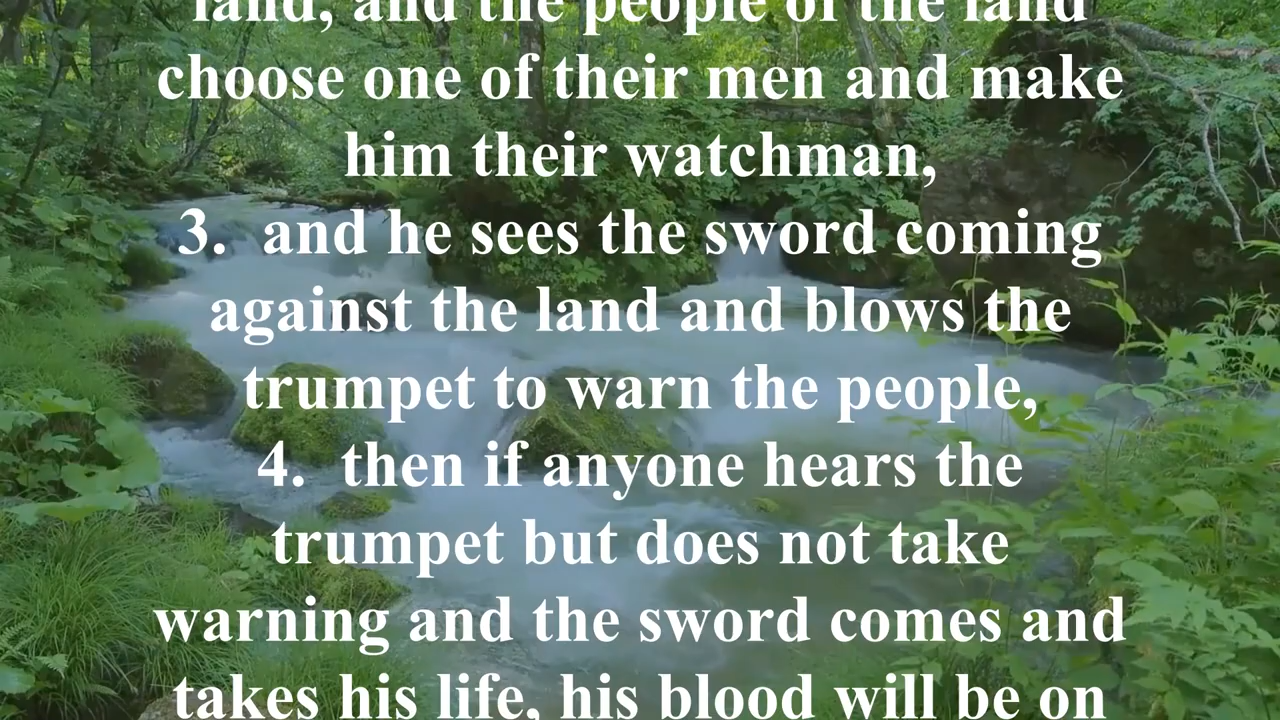 land, and the people of the land
choose one of their men and make
him their watchman,
3.  and he sees the sword coming
against the land and blows the
trumpet to warn the people,
4.  then if anyone hears the
trumpet but does not take
warning and the sword comes and
takes his life, his blood will be on